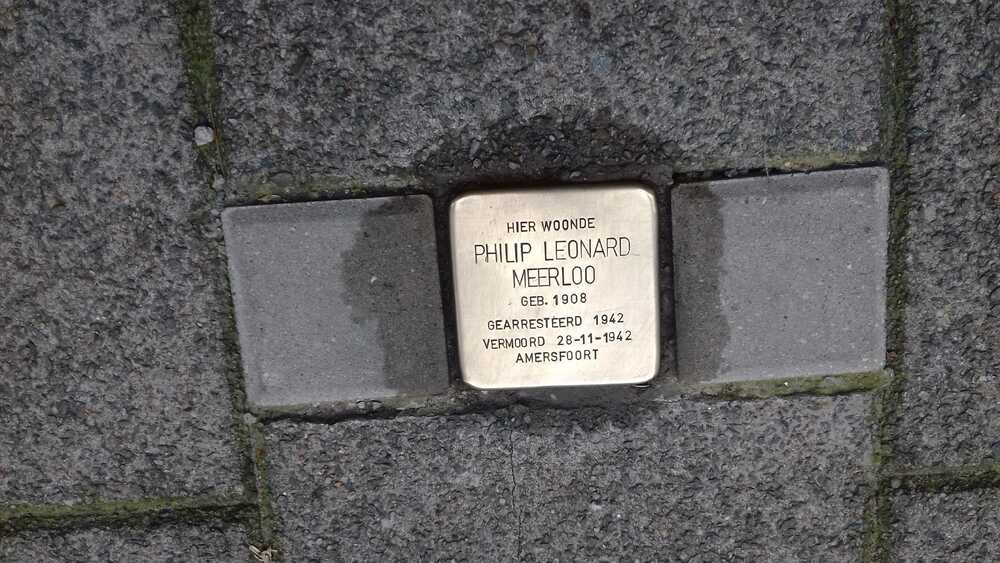 HIER WOONDE
PHILIP LEONARD
MEERLOO
GEB. 1908
GEARRESTEERD 1942
VERMOORD 28-11-1942
AMERSFOORT